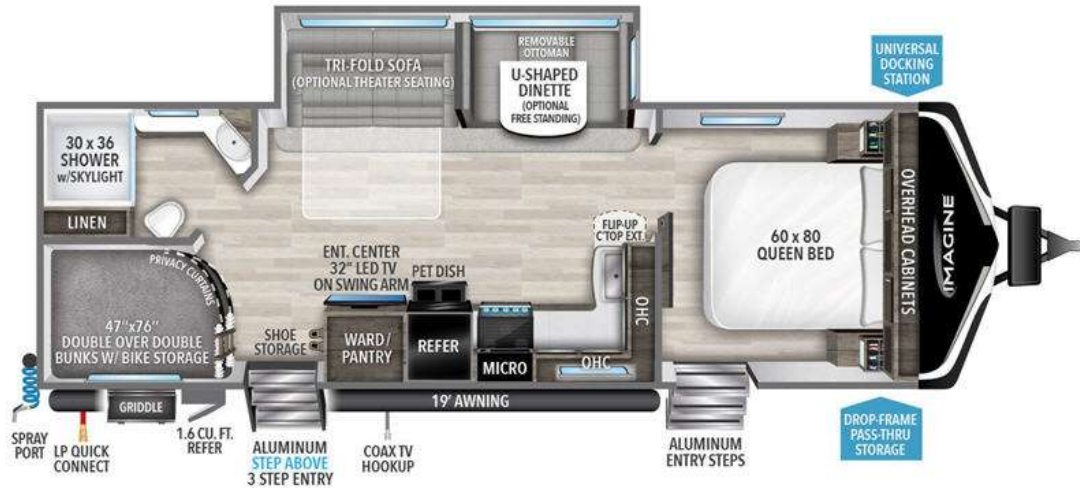 REMOVABLE
OTTOMAN
TRI-FOLD SOFA
(OPTIONAL THEATER SEATING)
U-SHAPED
DINETTE
(OPTIONAL
FREE STANDING)
UNIVERSAL
DOCKING
STATION
30 x 36
SHOWER
w/SKYLIGHT
LINEN
PRIVACY CURTAINS
47"x76"
DOUBLE OVER DOUBLE
BUNKS W/ BIKE STORAGE
ENT. CENTER
32" LED TV
ON SWING ARM
PET DISH
SHOE
STORAGE
WARD/
PANTRY
REFER
MICRO
FLIP-UP
C'TOP EXT.
OHC
OHC
60 x 80
QUEEN BED
OVERHEAD CABINETS
IMAGINE
19' AWNING
GRIDDLE
SPRAY
PORT
LP QUICK
CONNECT
1.6 CU. FT.
REFER
ALUMINUM
STEP ABOVE
3 STEP ENTRY
COAX TV
HOOKUP
ALUMINUM
ENTRY STEPS
DROP-FRAME
PASS-THRU
STORAGE